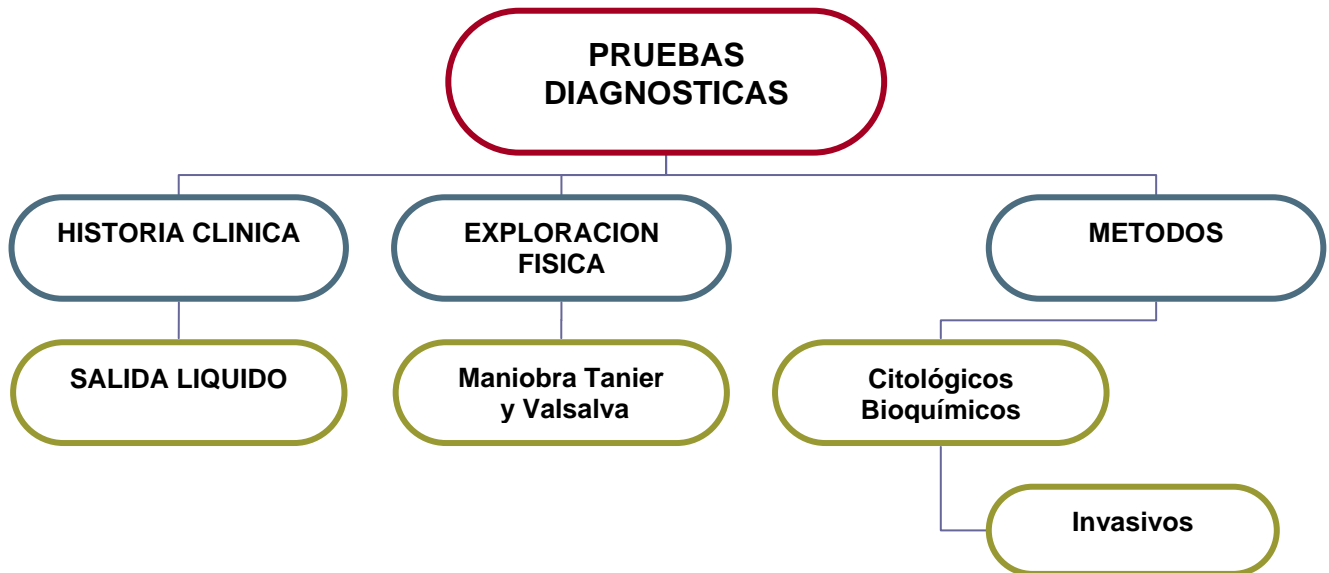 PRUEBAS
DIAGNOSTICAS
HISTORIA CLINICA
EXPLORACION
FISICA
METODOS
SALIDA LIQUIDO
Maniobra Tanier
y Valsalva
Citológicos
Bioquímicos
Invasivos